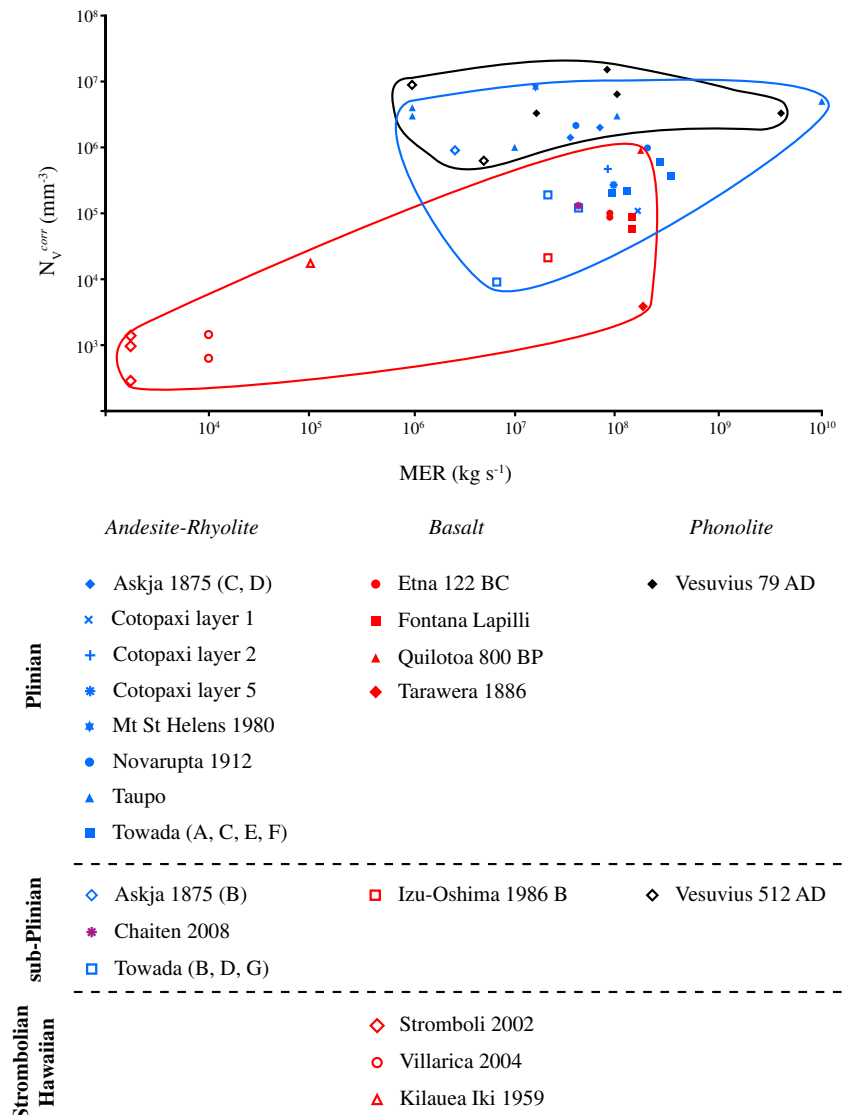 10⁸
10⁷
10⁶
10⁵
10⁴
10³
N_V^corr (mm⁻³)
10⁴ 10⁵ 10⁶ 10⁷ 10⁸ 10⁹ 10¹⁰
MER (kg s⁻¹)
Andesite-Rhyolite Basalt Phonolite
Plinian
Askja 1875 (C, D) Etna 122 BC Vesuvius 79 AD
Cotopaxi layer 1 Fontana Lapilli
Cotopaxi layer 2 Quilotoa 800 BP
Cotopaxi layer 5 Tarawera 1886
Mt St Helens 1980
Novarupta 1912
Taupo
Towada (A, C, E, F)
sub-Plinian
Askja 1875 (B) Izu-Oshima 1986 B Vesuvius 512 AD
Chaiten 2008
Towada (B, D, G)
Strombolian
Hawaiian
Stromboli 2002
Villarica 2004
Kilauea Iki 1959